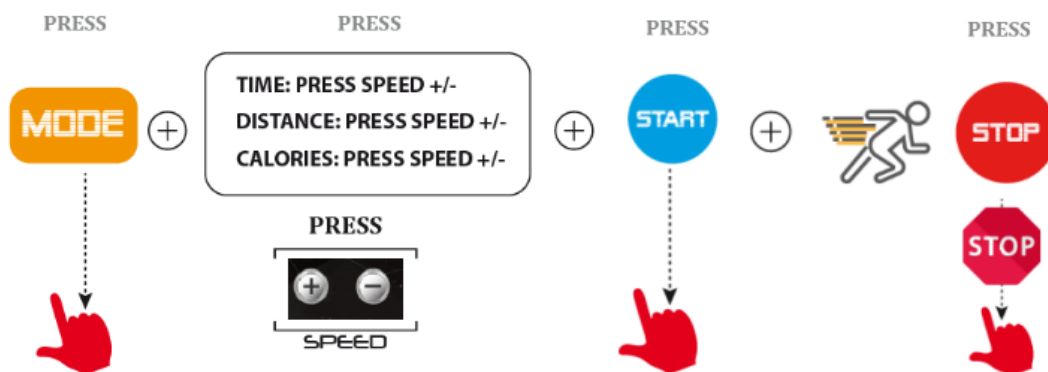 PRESS
PRESS
PRESS
PRESS
MODE
+
TIME: PRESS SPEED +/-
DISTANCE: PRESS SPEED +/-
CALORIES: PRESS SPEED +/-
+
START
+
STOP
PRESS
+ −
SPEED
STOP